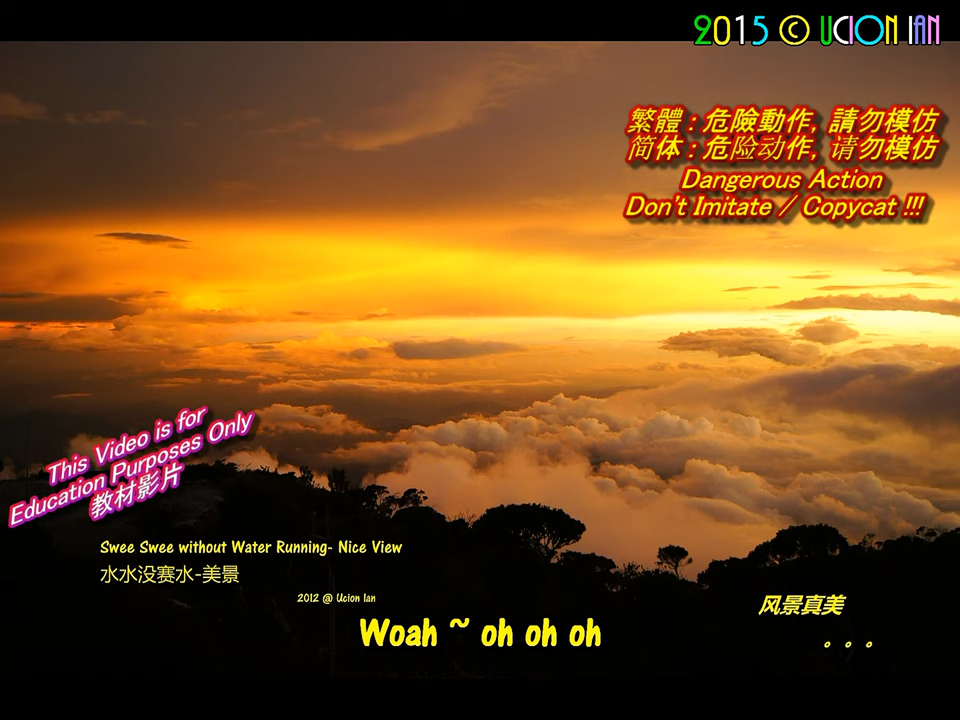 2015 © UCION IAN
繁體 : 危險動作, 請勿模仿
简体 : 危险动作, 请勿模仿
Dangerous Action
Don't Imitate / Copycat !!!
This Video is for
Education Purposes Only
教材影片
Swee Swee without Water Running- Nice View
水水没赛水-美景
2012 @ Ucion Ian
Woah ~ oh oh oh
风景真美
。。。